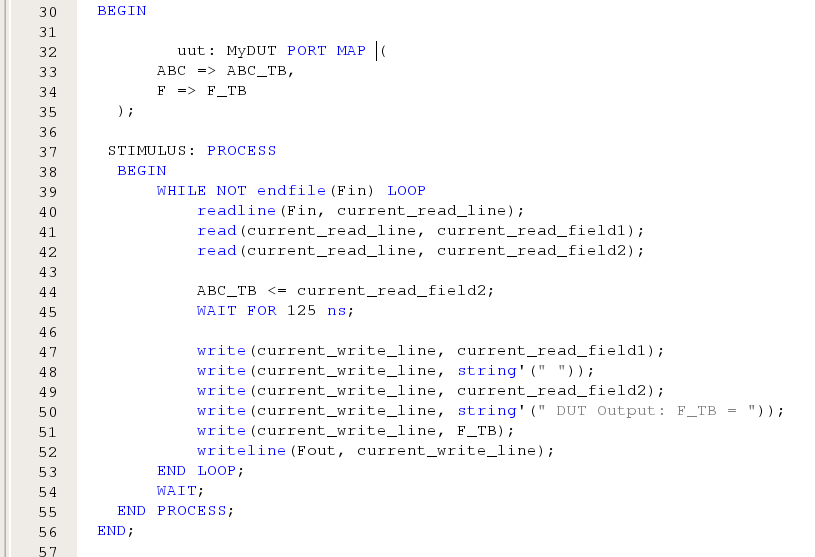 30 BEGIN
31
32 uut: MyDUT PORT MAP (
33 ABC => ABC_TB,
34 F => F_TB
35 );
36
37 STIMULUS: PROCESS
38 BEGIN
39 WHILE NOT endfile(Fin) LOOP
40 readline(Fin, current_read_line);
41 read(current_read_line, current_read_field1);
42 read(current_read_line, current_read_field2);
43
44 ABC_TB <= current_read_field2;
45 WAIT FOR 125 ns;
46
47 write(current_write_line, current_read_field1);
48 write(current_write_line, string'(" "));
49 write(current_write_line, current_read_field2);
50 write(current_write_line, string'(" DUT Output: F_TB = "));
51 write(current_write_line, F_TB);
52 writeline(Fout, current_write_line);
53 END LOOP;
54 WAIT;
55 END PROCESS;
56 END;
57